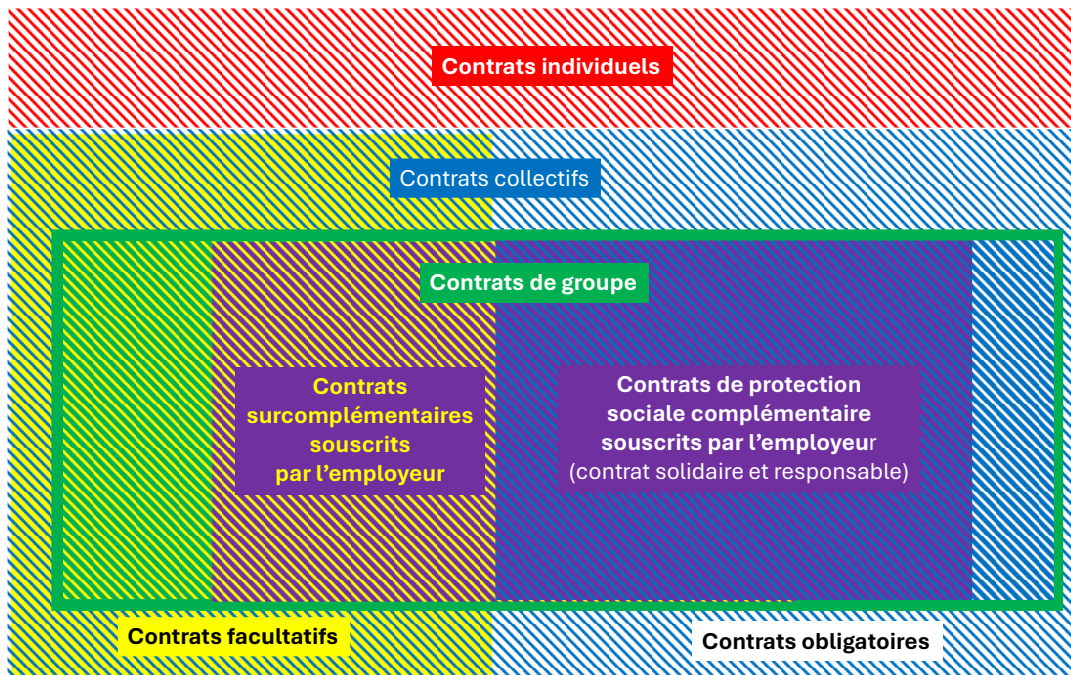 Contrats individuels
Contrats collectifs
Contrats de groupe
Contrats
surcomplémentaires
souscrits
par l'employeur
Contrats de protection
sociale complémentaire
souscrits par l'employeur
(contrat solidaire et responsable)
Contrats facultatifs
Contrats obligatoires